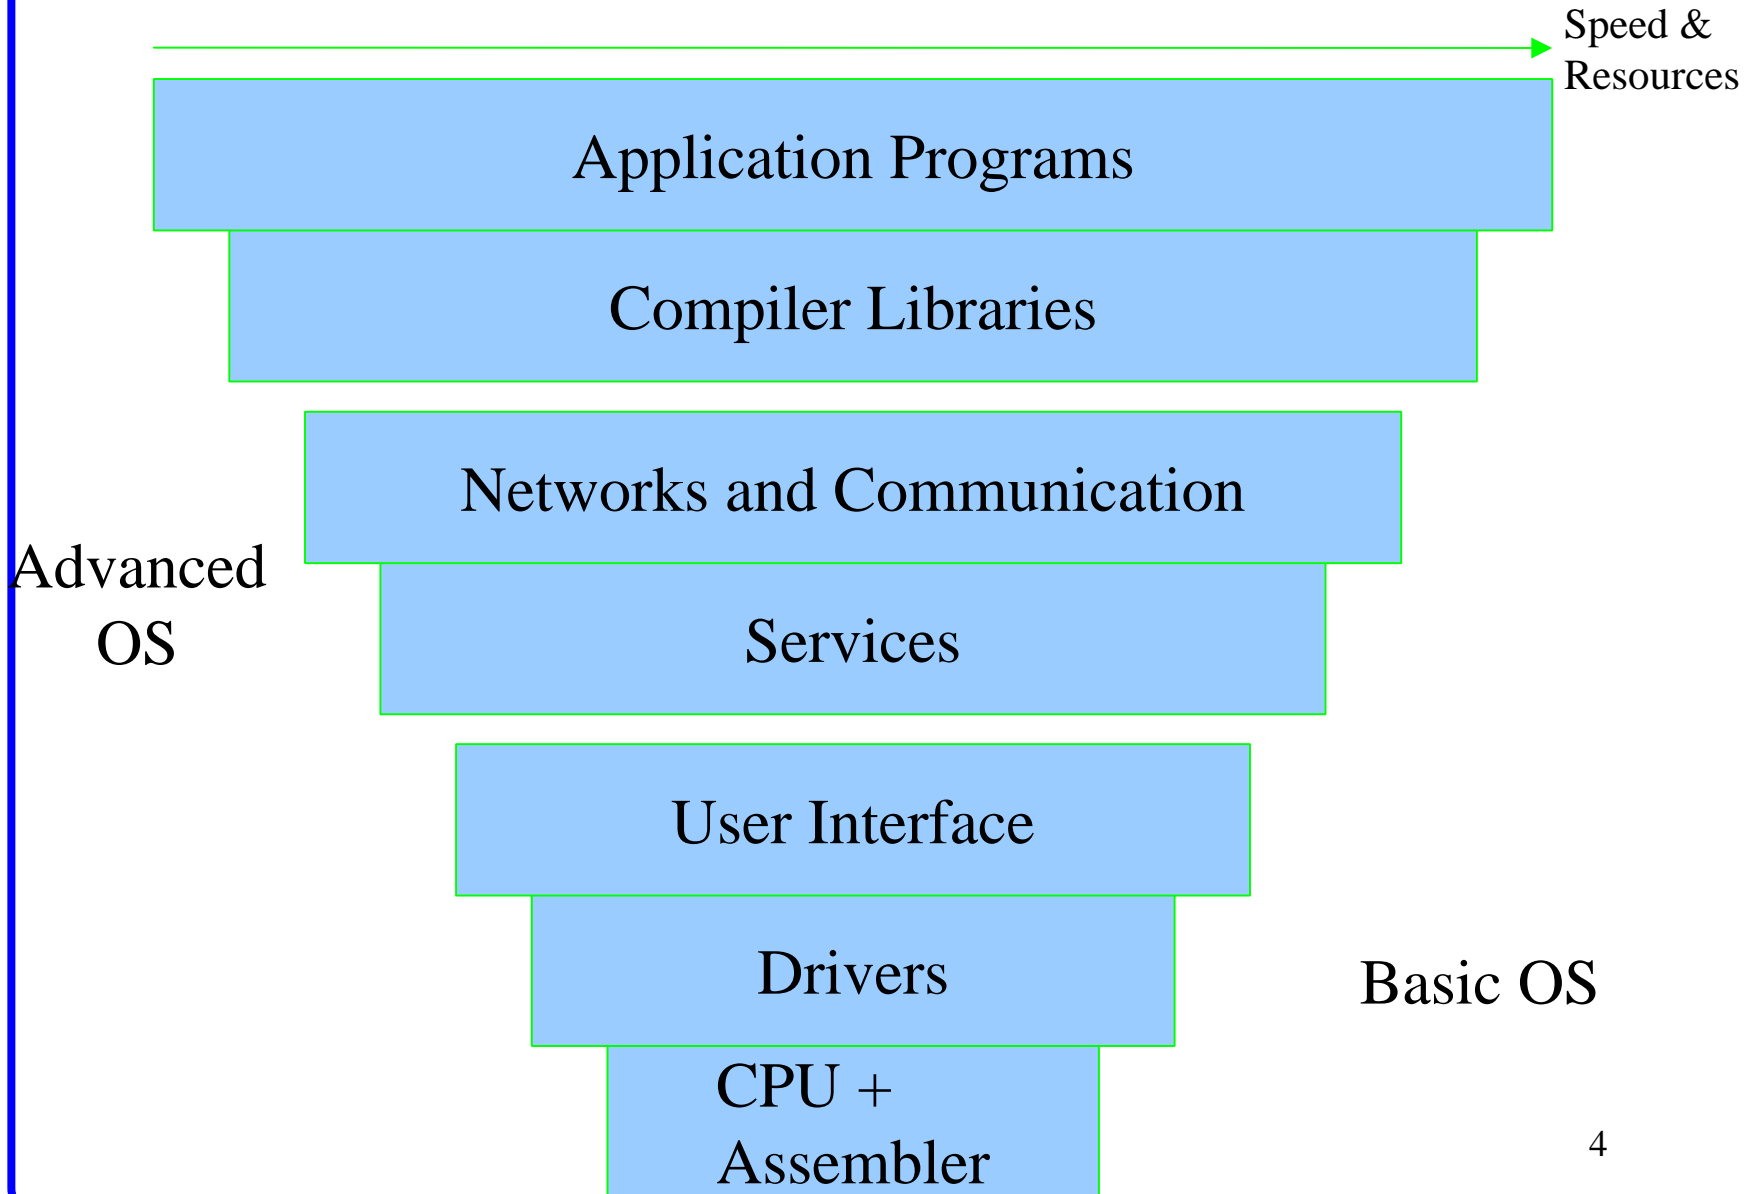 Speed &
Resources
Application Programs
Compiler Libraries
Networks and Communication
Advanced
OS
Services
User Interface
Drivers
Basic OS
CPU +
Assembler
4